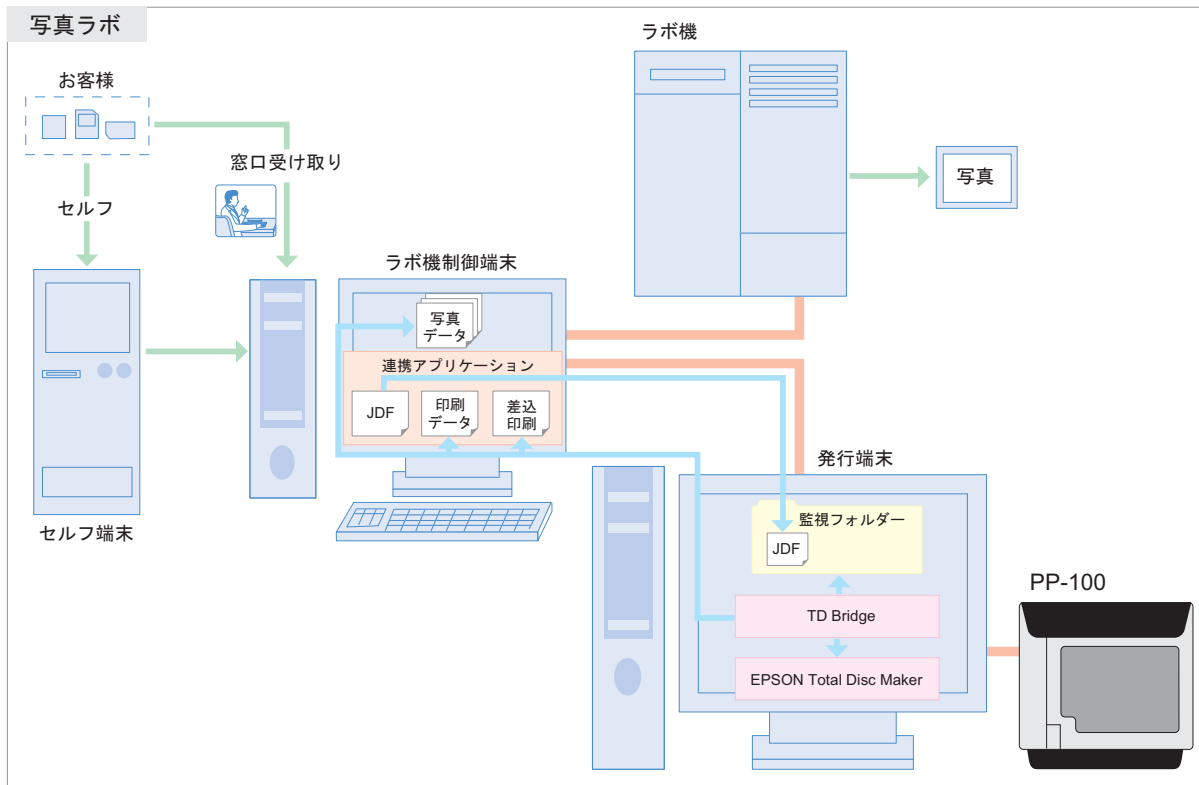 写真ラボ
お客様
セルフ
窓口受け取り
セルフ端末
ラボ機
写真
ラボ機制御端末
写真
データ
連携アプリケーション
JDF
印刷
データ
差込
印刷
発行端末
監視フォルダー
JDF
TD Bridge
EPSON Total Disc Maker
PP-100